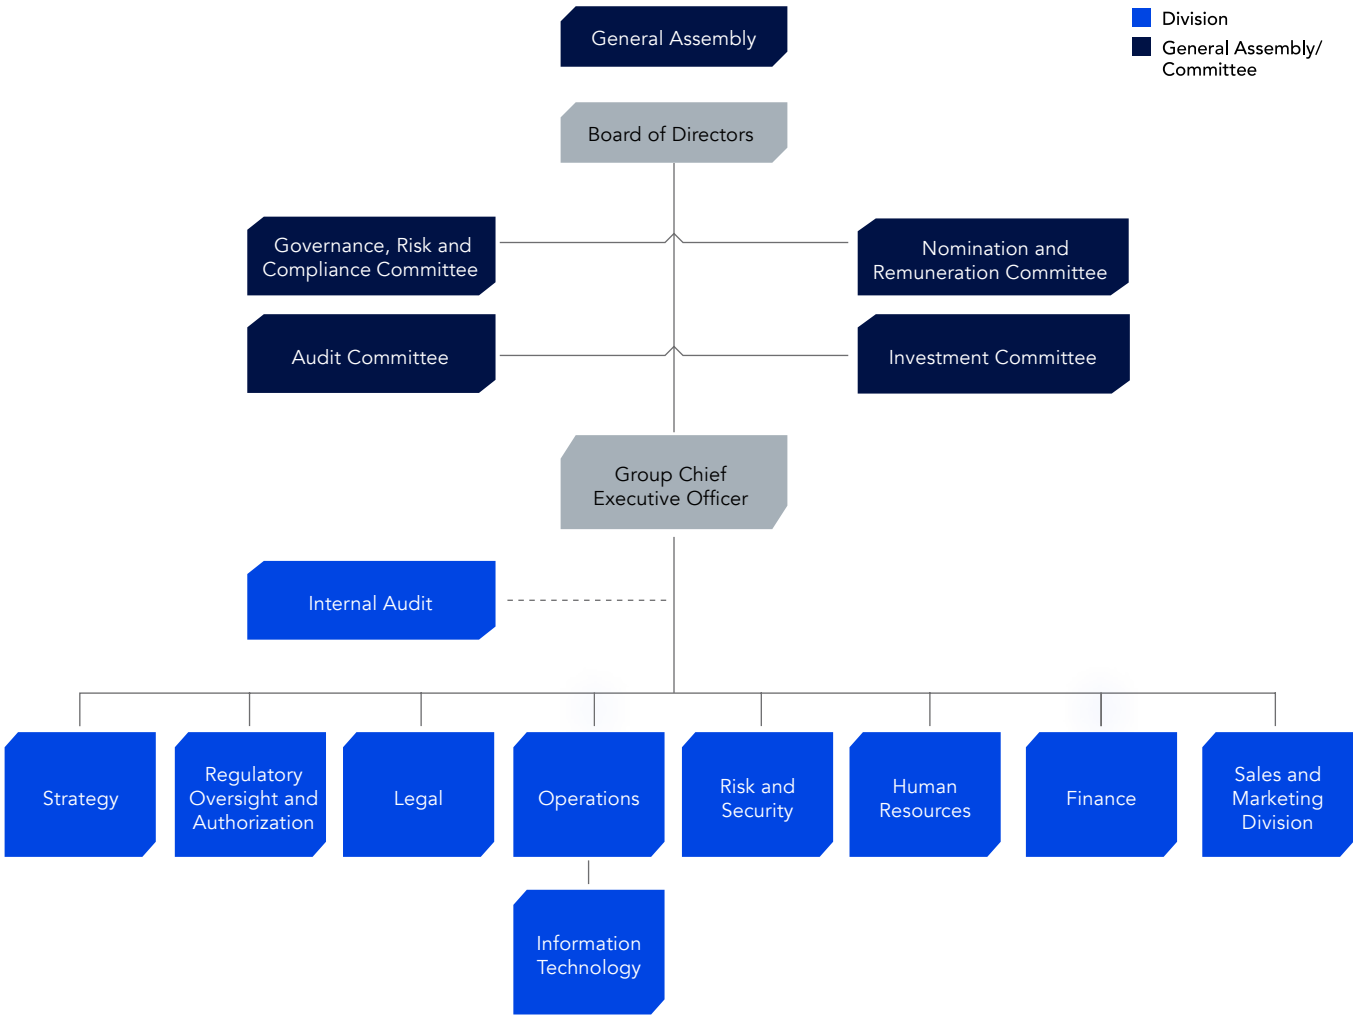 General Assembly
Division
General Assembly/
Committee
Board of Directors
Governance, Risk and
Compliance Committee
Nomination and
Remuneration Committee
Audit Committee
Investment Committee
Group Chief
Executive Officer
Internal Audit
Strategy
Regulatory
Oversight and
Authorization
Legal
Operations
Risk and
Security
Human
Resources
Finance
Sales and
Marketing
Division
Information
Technology